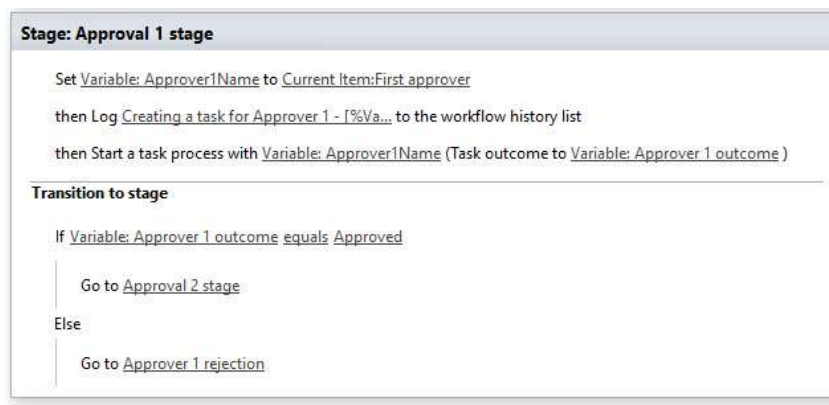 Stage: Approval 1 stage
Set Variable: Approver1Name to Current Item:First approver
then Log Creating a task for Approver 1 - [%Va... to the workflow history list
then Start a task process with Variable: Approver1Name (Task outcome to Variable: Approver 1 outcome )
Transition to stage
If Variable: Approver 1 outcome equals Approved
Go to Approval 2 stage
Else
Go to Approver 1 rejection